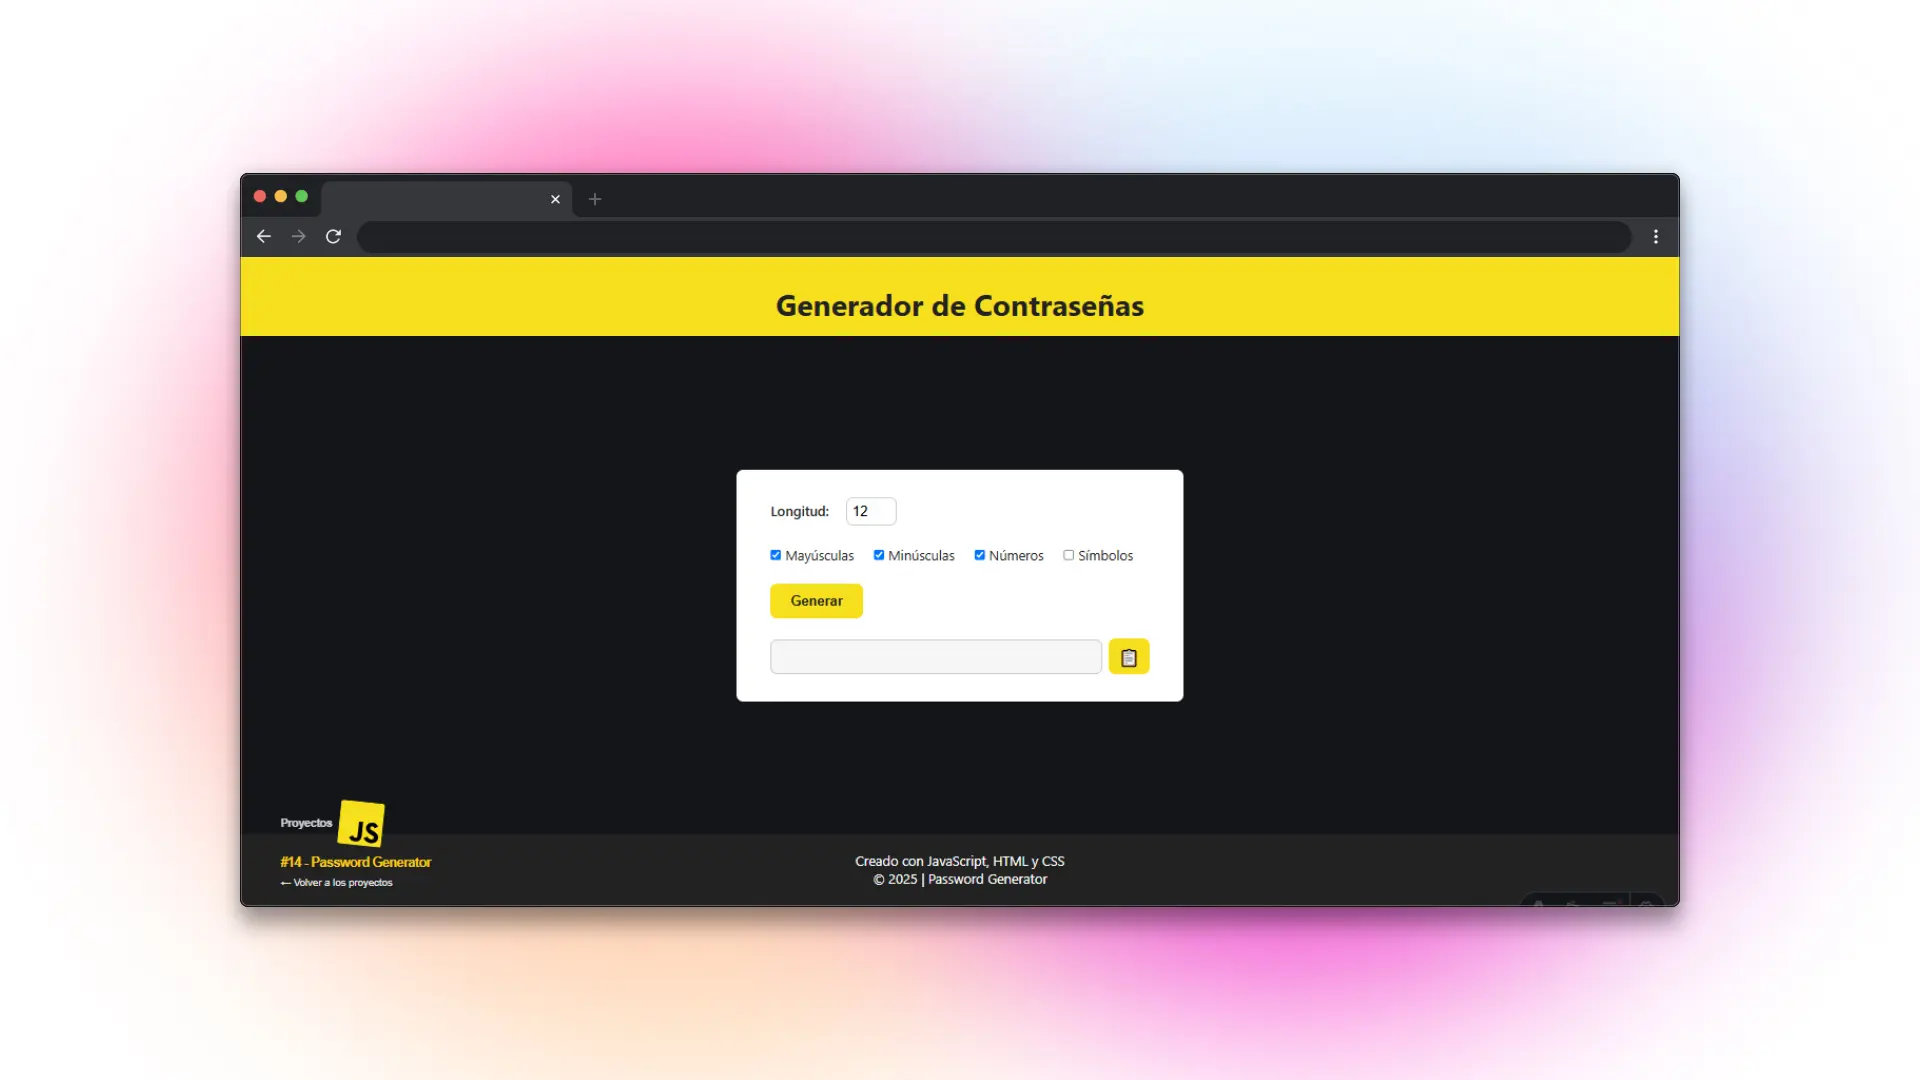 Generador de Contraseñas
Longitud: 12
Mayúsculas Minúsculas Números Símbolos
Generar
Proyectos JS
#14 - Password Generator
← Volver a los proyectos
Creado con JavaScript, HTML y CSS
© 2025 | Password Generator